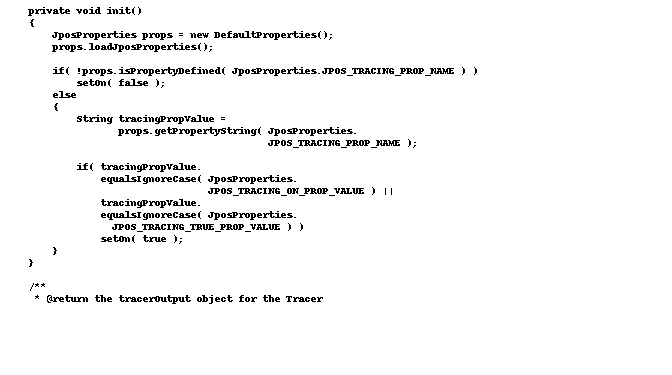 private void init()
{
    JposProperties props = new DefaultProperties();
    props.loadJposProperties();

    if( !props.isPropertyDefined( JposProperties.JPOS_TRACING_PROP_NAME ) )
        setOn( false );
    else
    {
        String tracingPropValue =
               props.getPropertyString( JposProperties.
                                        JPOS_TRACING_PROP_NAME );

        if( tracingPropValue.
            equalsIgnoreCase( JposProperties.
                              JPOS_TRACING_ON_PROP_VALUE ) ||
            tracingPropValue.
            equalsIgnoreCase( JposProperties.
              JPOS_TRACING_TRUE_PROP_VALUE ) )
            setOn( true );
    }
}

/**
 * @return the tracerOutput object for the Tracer